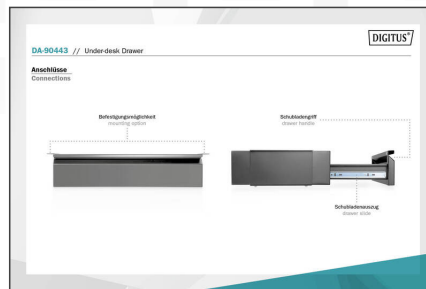 DIGITUS®
DA-90443 // Under-desk Drawer
Anschlüsse
Connections
Befestigungsmöglichkeit
mounting option
Schubladengriff
drawer handle
Schubladenauszug
drawer slide